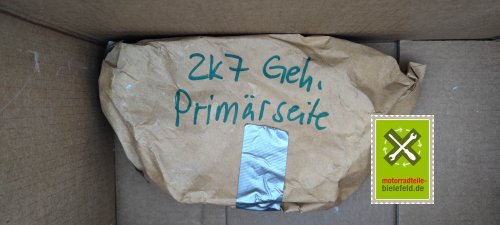 2K7 Geh.
Primärseite
motorradteile-
bielefeld.de